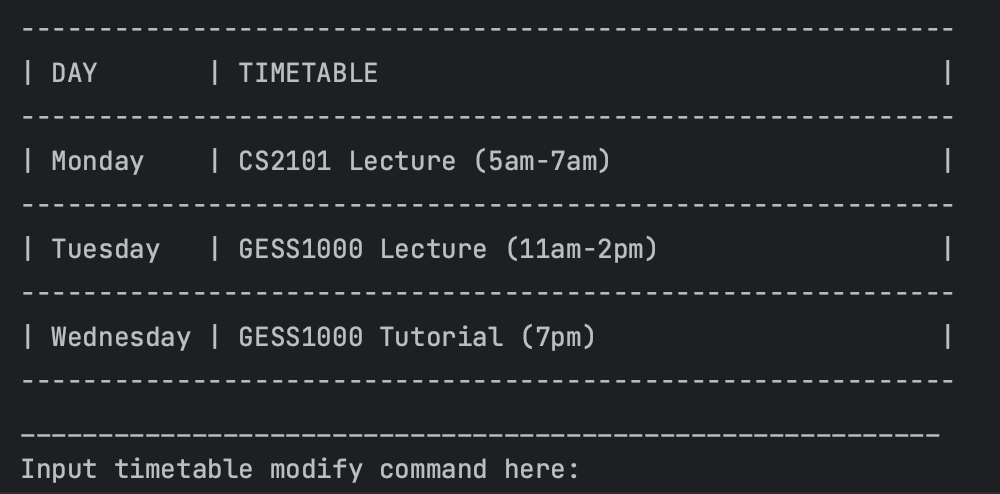 ------------------------------------------------------------
| DAY       | TIMETABLE                                    |
------------------------------------------------------------
| Monday    | CS2101 Lecture (5am-7am)                     |
------------------------------------------------------------
| Tuesday   | GESS1000 Lecture (11am-2pm)                  |
------------------------------------------------------------
| Wednesday | GESS1000 Tutorial (7pm)                      |
------------------------------------------------------------
___________________________________________________________
Input timetable modify command here: